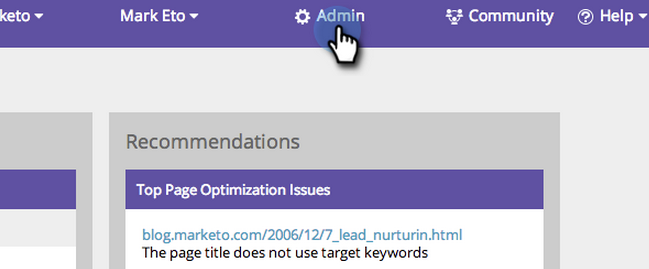 keto Mark Eto Admin Community Help
Recommendations
Top Page Optimization Issues
blog.marketo.com/2006/12/7_lead_nurturin.html
The page title does not use target keywords